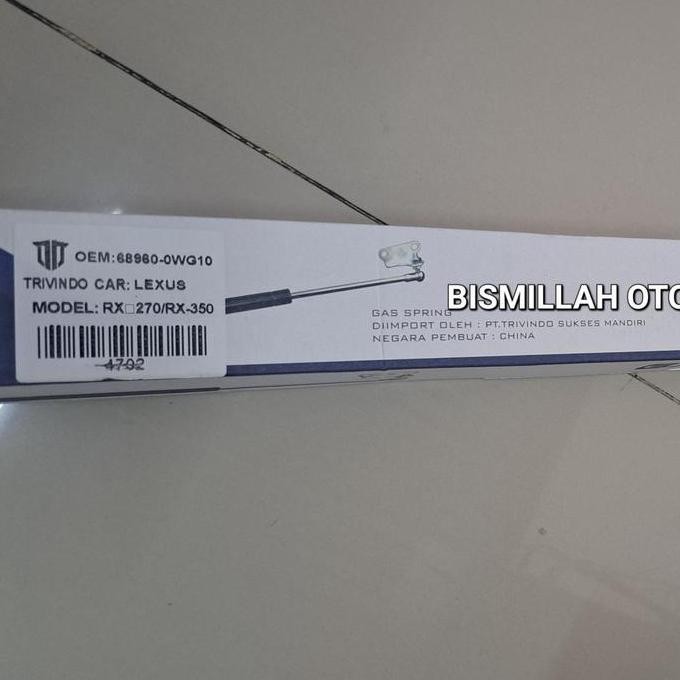 OEM:68960-0WG10
TRIVINDO CAR: LEXUS
MODEL: RX□270/RX-350
4702
GAS SPRING
DIIMPORT OLEH : PT.TRIVINDO SUKSES MANDIRI
NEGARA PEMBUAT : CHINA
BISMILLAH OTO